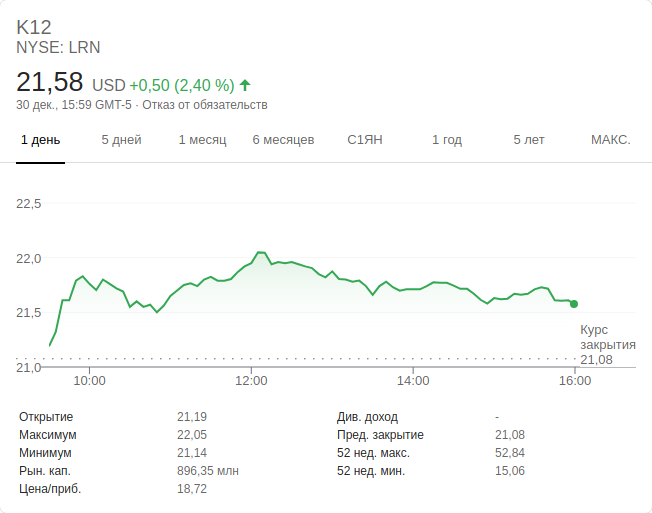 K12
NYSE: LRN
21,58 USD +0,50 (2,40 %)
30 дек., 15:59 GMT-5 · Отказ от обязательств
1 день 5 дней 1 месяц 6 месяцев С1ЯН 1 год 5 лет МАКС.
22,5
22,0
21,5
21,0
Курс
закрытия
21,08
10:00 12:00 14:00 16:00
Открытие 21,19 Див. доход -
Максимум 22,05 Пред. закрытие 21,08
Минимум 21,14 52 нед. макс. 52,84
Рын. кап. 896,35 млн 52 нед. мин. 15,06
Цена/приб. 18,72